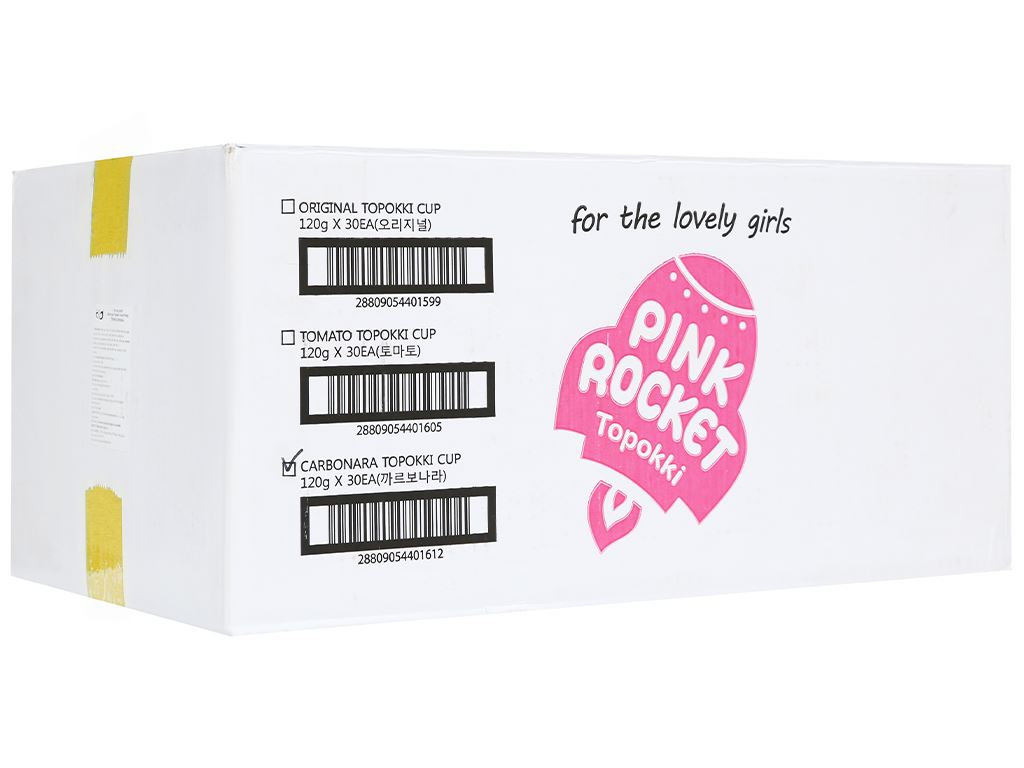 ORIGINAL TOPOKKI CUP
120g X 30EA(오리지널)
28809054401599
TOMATO TOPOKKI CUP
120g X 30EA(토마토)
28809054401605
CARBONARA TOPOKKI CUP
120g X 30EA(까르보나라)
28809054401612
for the lovely girls
PINK
ROCKET
Topokki